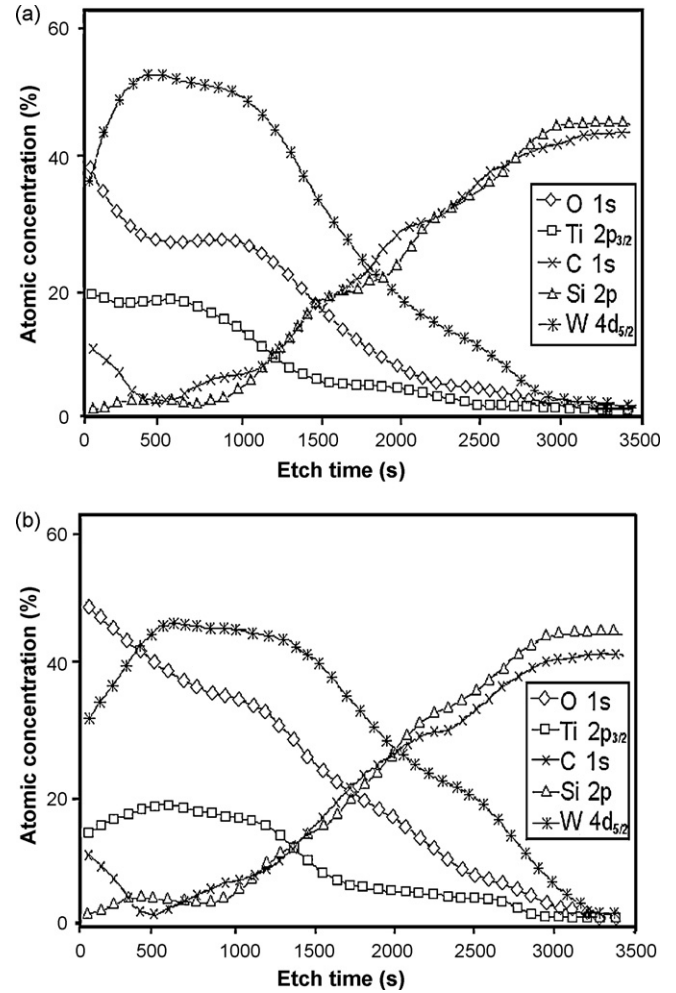 (a)
60
40
20
0
Atomic concentration (%)
O 1s
Ti 2p3/2
C 1s
Si 2p
W 4d5/2
0 500 1000 1500 2000 2500 3000 3500
Etch time (s)
(b)
60
40
20
0
Atomic concentration (%)
O 1s
Ti 2p3/2
C 1s
Si 2p
W 4d5/2
0 500 1000 1500 2000 2500 3000 3500
Etch time (s)